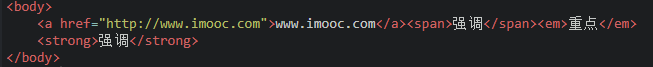 <body>
<a href="http://www.imooc.com">www.imooc.com</a><span>强调</span><em>重点</em>
<strong>强调</strong>
</body>